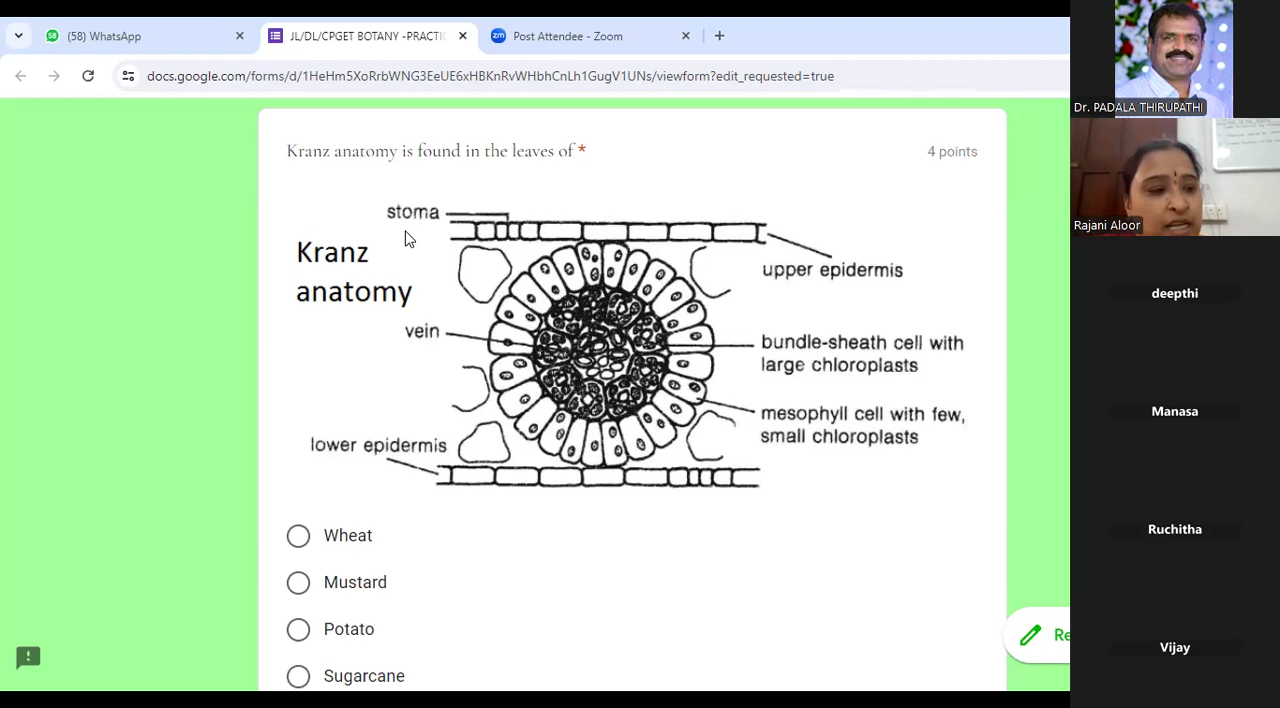 (58) WhatsApp
JL/DL/CPGET BOTANY -PRACTIC
Post Attendee - Zoom
docs.google.com/forms/d/1HeHm5XoRrbWNG3EeUE6xHbKnRvWHbhCnLh1GugV1UNs/viewform?edit_requested=true
Kranz anatomy is found in the leaves of *
4 points
stoma
Kranz
anatomy
upper epidermis
vein
bundle-sheath cell with
large chloroplasts
mesophyll cell with few,
small chloroplasts
lower epidermis
Wheat
Mustard
Potato
Sugarcane
Re
Dr. PADALA THIRUPATHI
Rajani Aloor
deepthi
Manasa
Ruchitha
Vijay